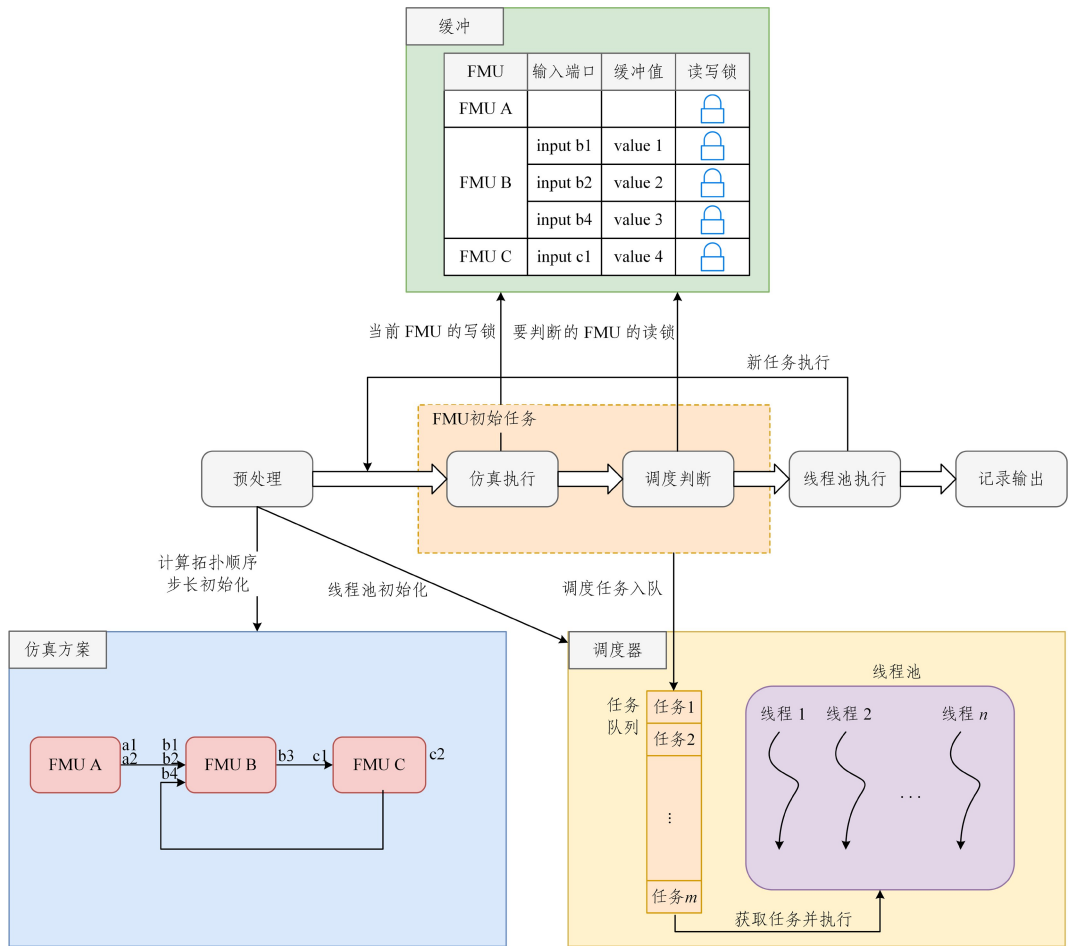 缓冲
FMU 输入端口 缓冲值 读写锁
FMU A
FMU B
input b1 value 1
input b2 value 2
input b4 value 3
FMU C input c1 value 4
当前 FMU 的写锁
要判断的 FMU 的读锁
新任务执行
FMU初始任务
预处理
仿真执行
调度判断
线程池执行
记录输出
计算拓扑顺序
步长初始化
线程池初始化
调度任务入队
仿真方案
FMU A
a1
a2
b1
b2
b4
FMU B
b3
c1
FMU C
c2
调度器
任务
队列
任务1
任务2
⋮
任务m
线程池
线程 1
线程 2
线程 n
···
获取任务并执行